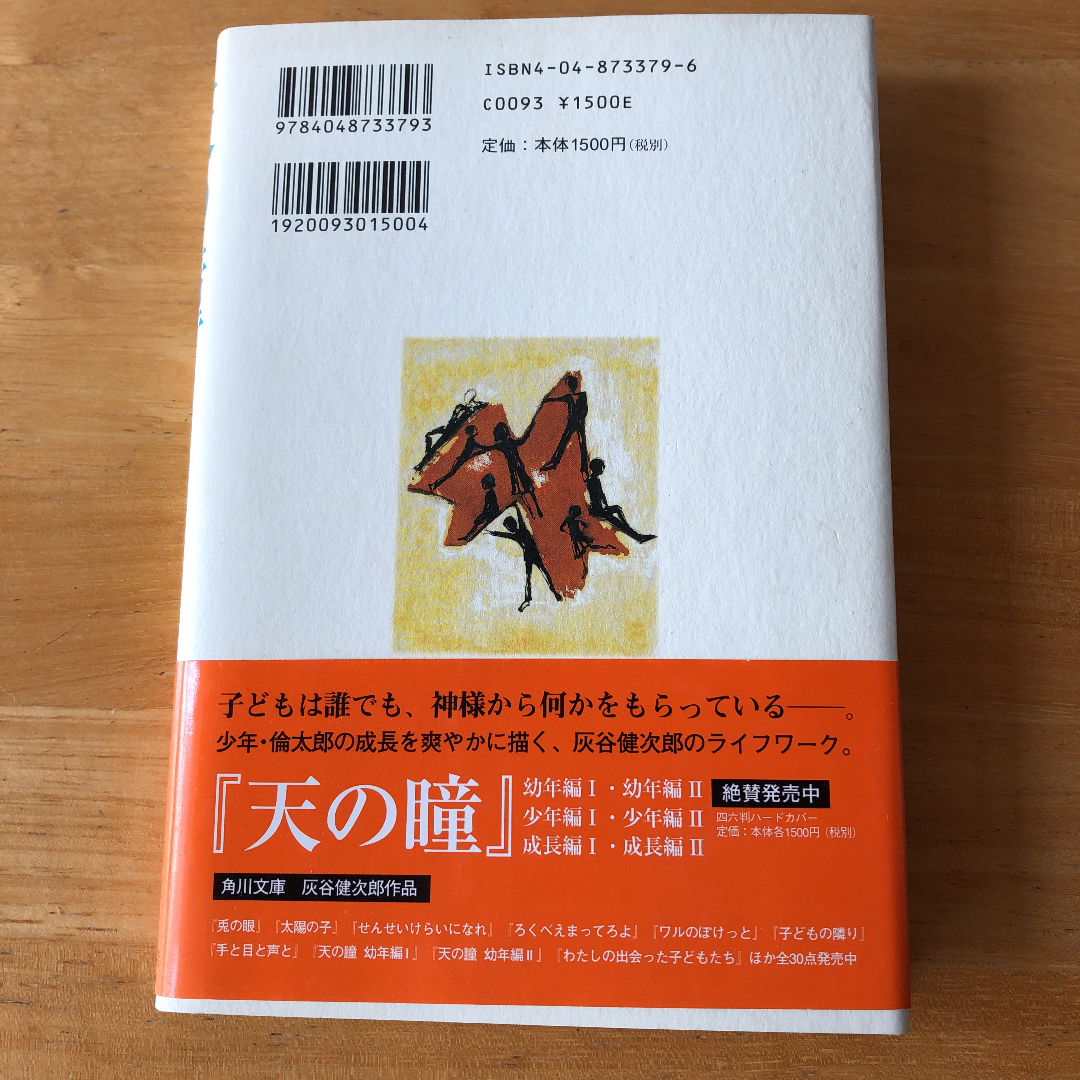 ISBN4-04-873379-6
C0093 ¥1500E
定価：本体1500円（税別）
9784048733793
1920093015004
子どもは誰でも、神様から何かをもらっている――。
少年・倫太郎の成長を爽やかに描く、灰谷健次郎のライフワーク。
『天の瞳』
幼年編Ⅰ・幼年編Ⅱ
少年編Ⅰ・少年編Ⅱ
成長編Ⅰ・成長編Ⅱ
絶賛発売中
四六判ハードカバー
定価：本体各1500円（税別）
角川文庫 灰谷健次郎作品
『兎の眼』『太陽の子』『せんせいけらいになれ』『ろくべえまってろよ』『ワルのぽけっと』『子どもの隣り』
『手と目と声と』『天の瞳 幼年編Ⅰ』『天の瞳 幼年編Ⅱ』『わたしの出会った子どもたち』ほか全30点発売中